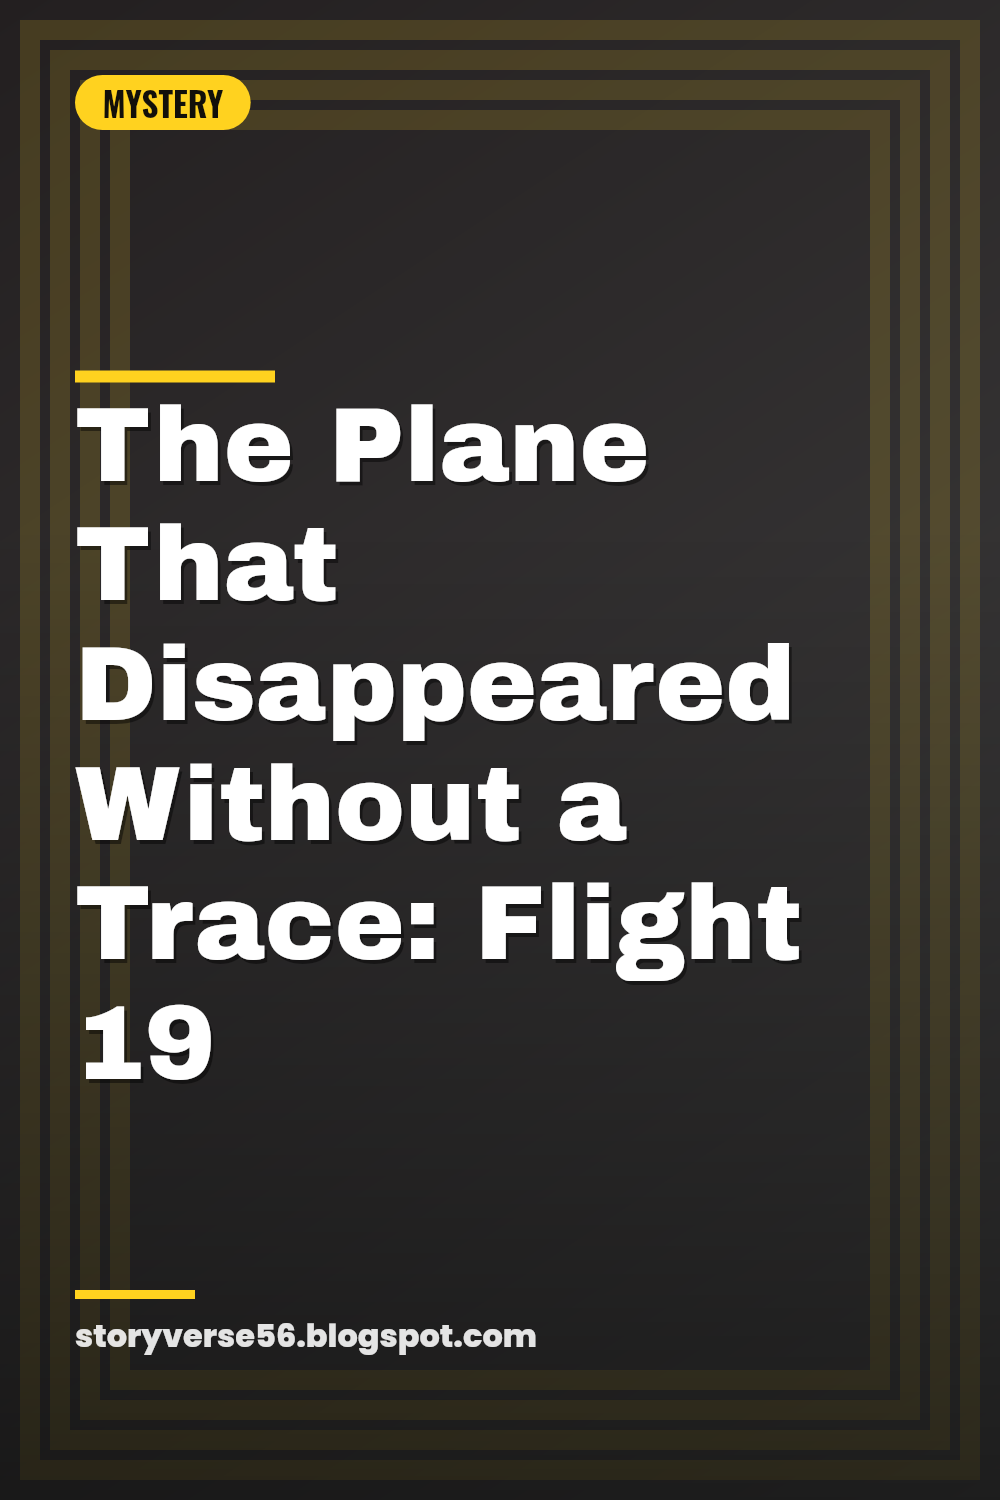 MYSTERY
The Plane
That
Disappeared
Without a
Trace: Flight
19
storyverse56.blogspot.com